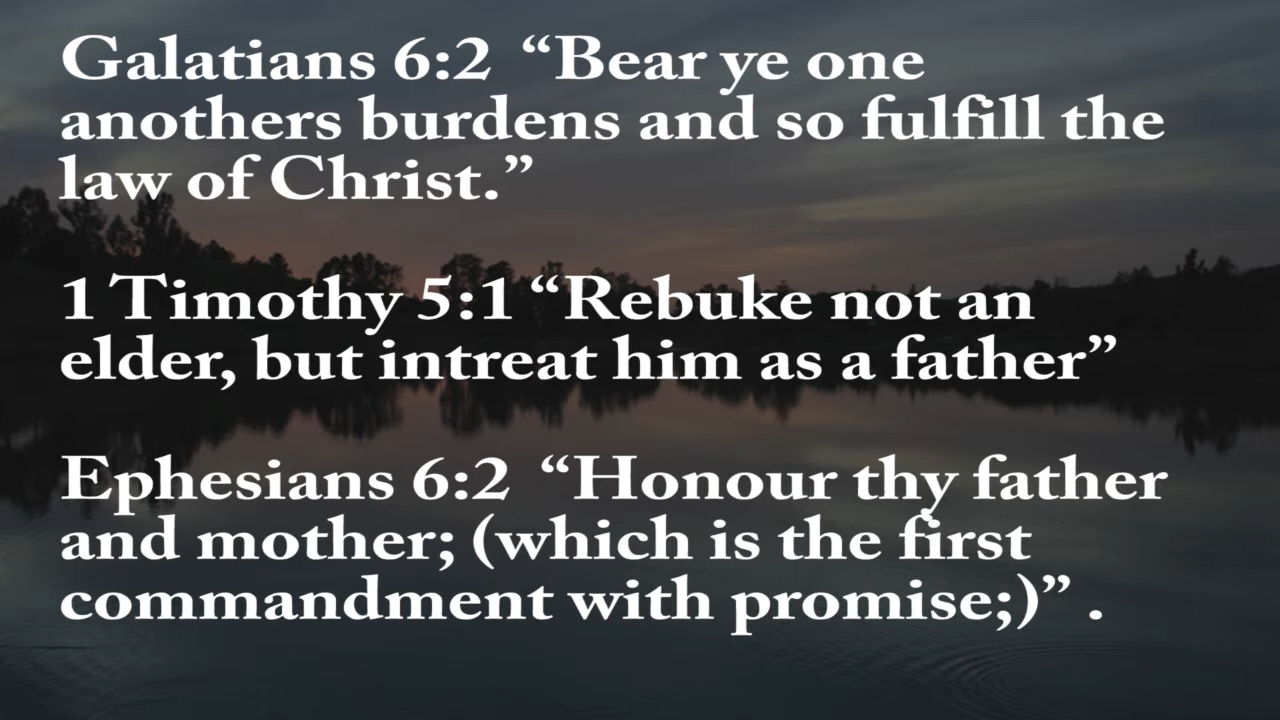 Galatians 6:2 “Bear ye one
anothers burdens and so fulfill the
law of Christ.”
1 Timothy 5:1 “Rebuke not an
elder, but intreat him as a father”
Ephesians 6:2 “Honour thy father
and mother; (which is the first
commandment with promise;)” .